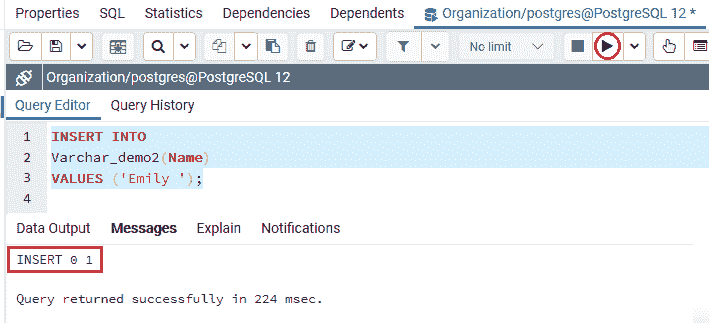 Properties SQL Statistics Dependencies Dependents Organization/postgres@PostgreSQL 12 *
No limit
Organization/postgres@PostgreSQL 12
Query Editor Query History
1 INSERT INTO
2 Varchar_demo2(Name)
3 VALUES ('Emily ');
4
Data Output Messages Explain Notifications
INSERT 0 1
Query returned successfully in 224 msec.